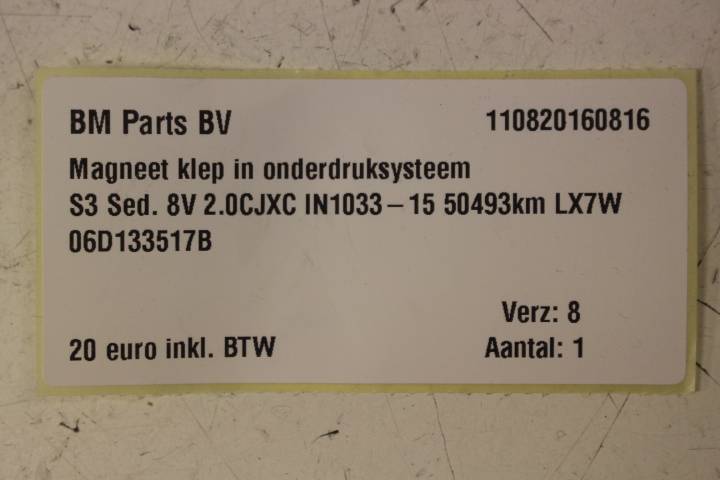 BM Parts BV 110820160816
Magneet klep in onderdruksysteem
S3 Sed. 8V 2.0CJXC IN1033-15 50493km LX7W
06D133517B
Verz: 8
20 euro inkl. BTW Aantal: 1